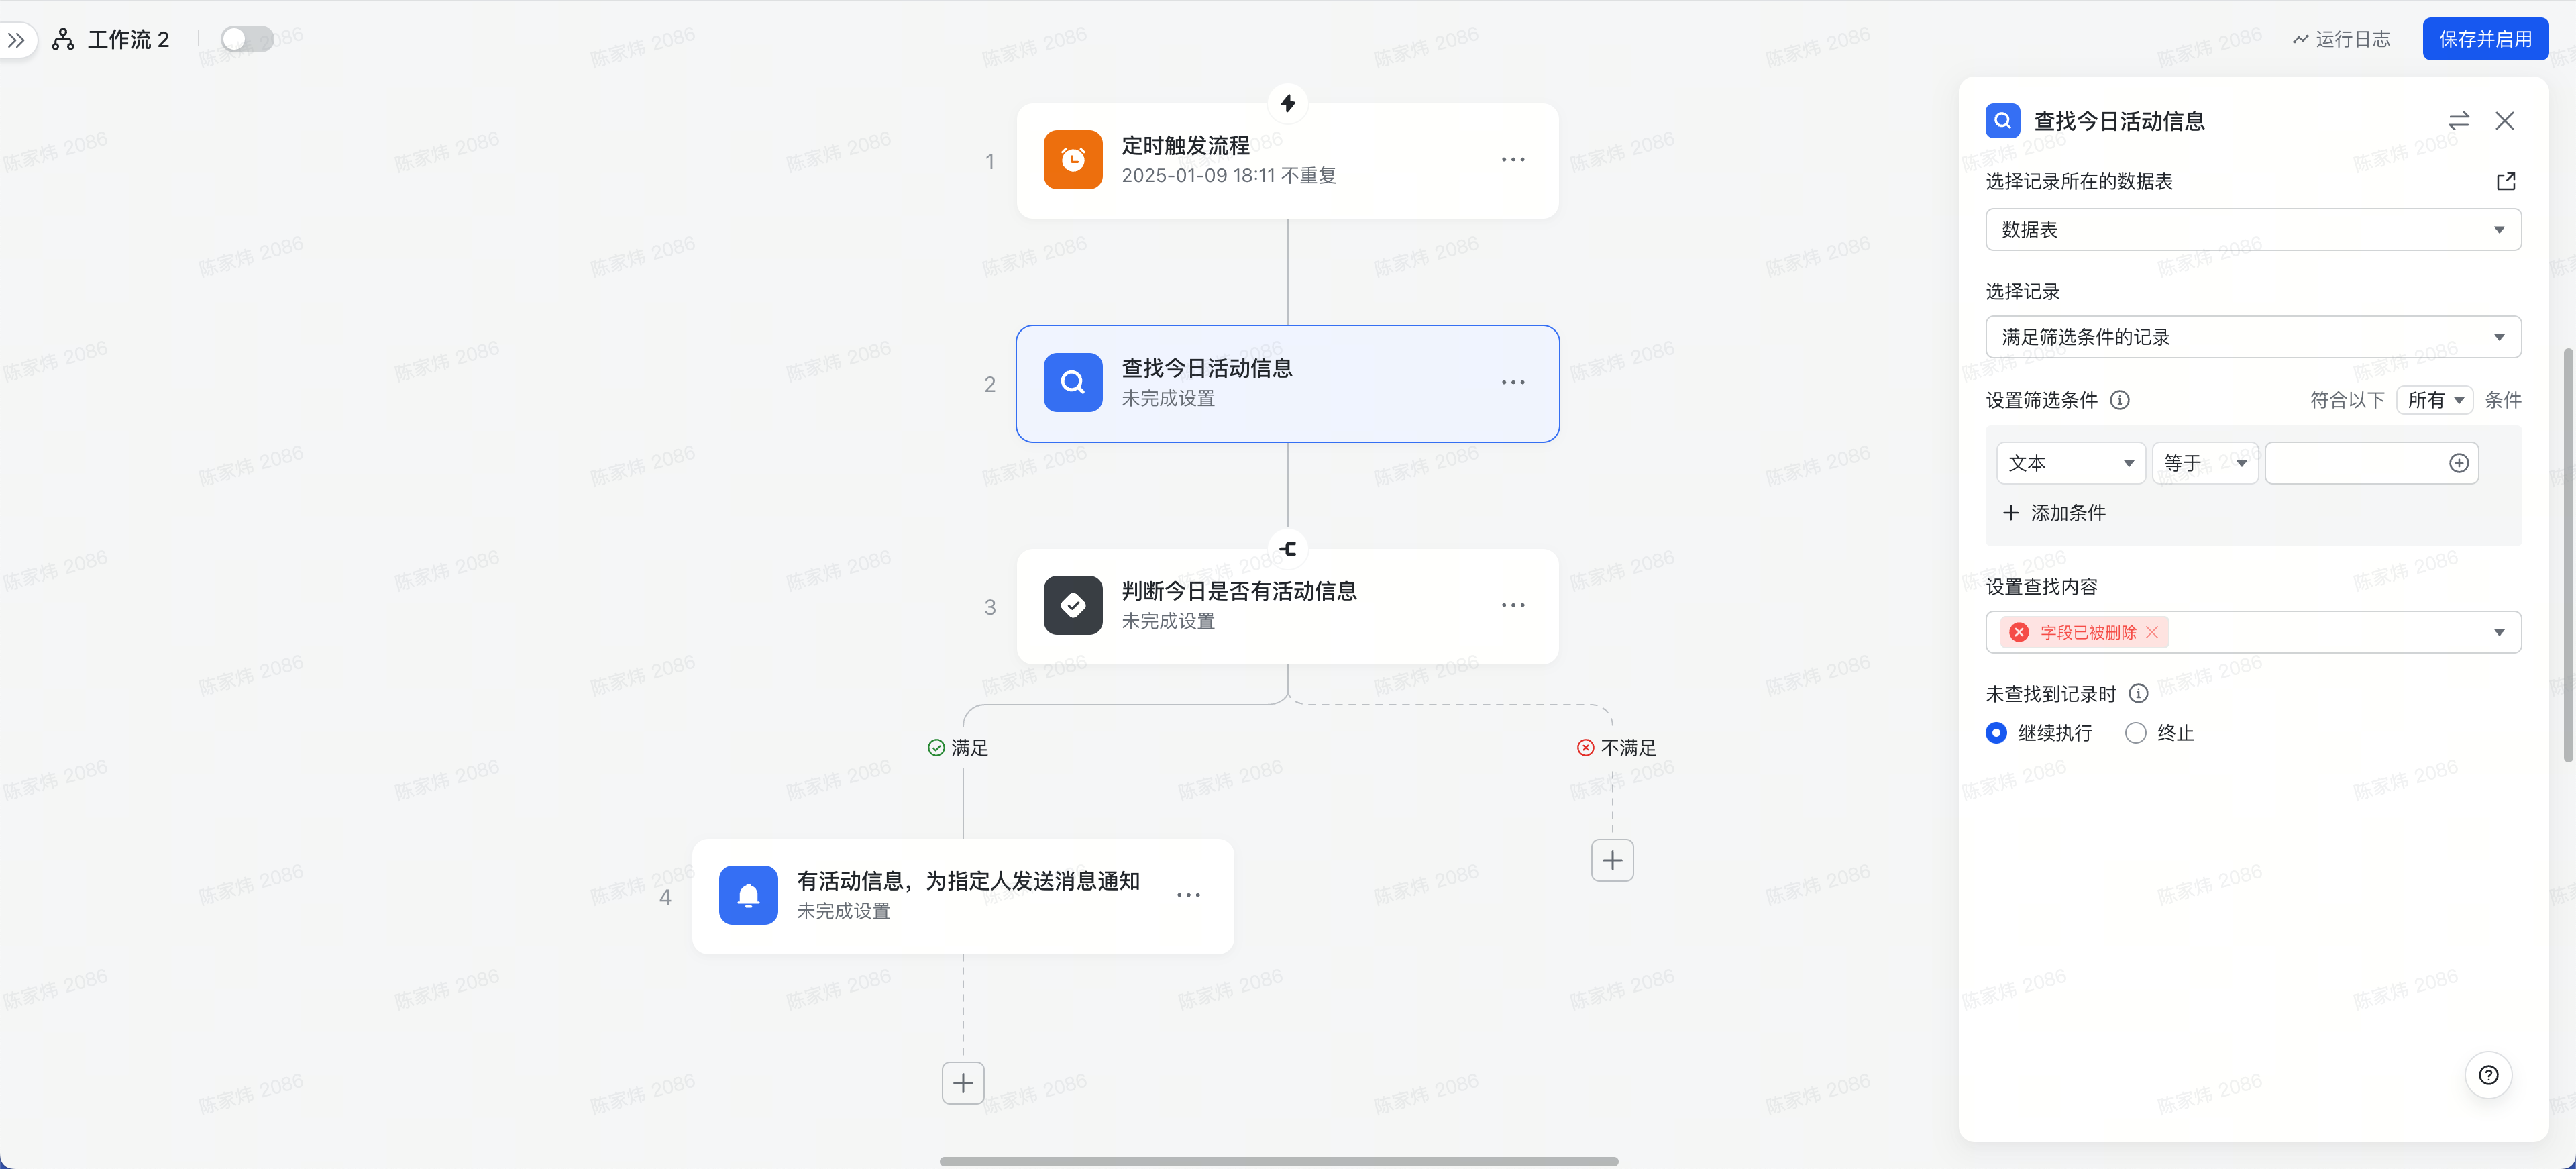 工作流 2
运行日志
保存并启用
1
定时触发流程
2025-01-09 18:11 不重复
2
查找今日活动信息
未完成设置
3
判断今日是否有活动信息
未完成设置
满足
不满足
4
有活动信息，为指定人发送消息通知
未完成设置
查找今日活动信息
选择记录所在的数据表
数据表
选择记录
满足筛选条件的记录
设置筛选条件 符合以下 所有 条件
文本 等于
添加条件
设置查找内容
字段已被删除
未查找到记录时
继续执行 终止
陈家炜 2086